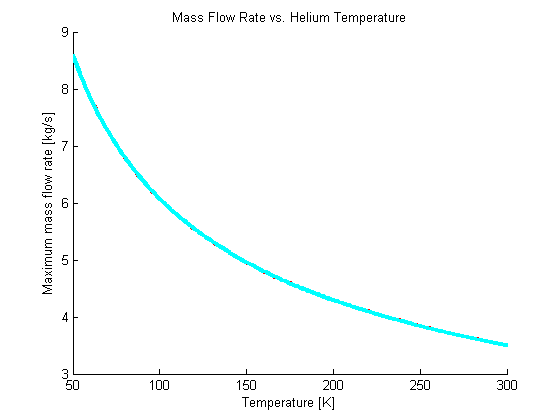 Mass Flow Rate vs. Helium Temperature
9
8
7
6
5
4
3
Maximum mass flow rate [kg/s]
50 100 150 200 250 300
Temperature [K]